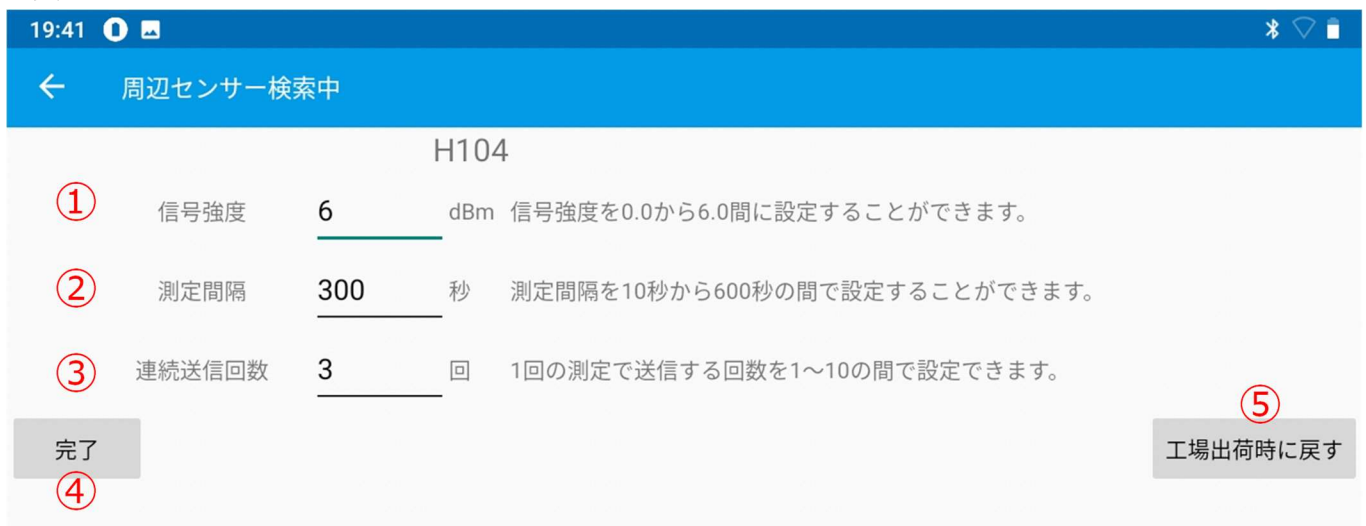 19:41
周辺センサー検索中
H104
① 信号強度 6 dBm 信号強度を0.0から6.0間に設定することができます。
② 測定間隔 300 秒 測定間隔を10秒から600秒の間で設定することができます。
③ 連続送信回数 3 回 1回の測定で送信する回数を1～10の間で設定できます。
⑤
完了 工場出荷時に戻す
④